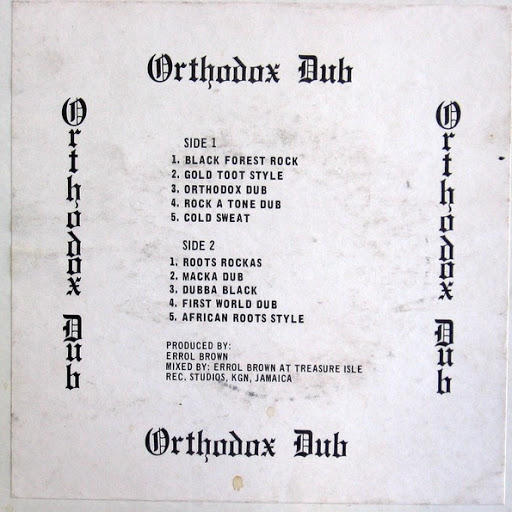 Orthodox Dub
Orthodox Dub
SIDE 1
1. BLACK FOREST ROCK
2. GOLD TOOT STYLE
3. ORTHODOX DUB
4. ROCK A TONE DUB
5. COLD SWEAT
SIDE 2
1. ROOTS ROCKAS
2. MACKA DUB
3. DUBBA BLACK
4. FIRST WORLD DUB
5. AFRICAN ROOTS STYLE
PRODUCED BY:
ERROL BROWN
MIXED BY: ERROL BROWN AT TREASURE ISLE
REC. STUDIOS, KGN, JAMAICA
Orthodox Dub
Orthodox Dub